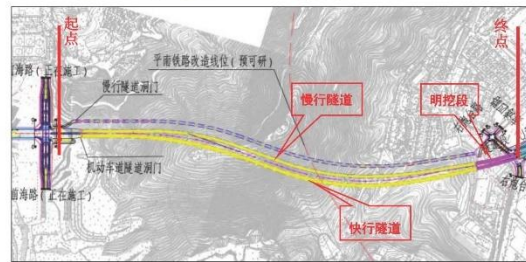 起点
终点
海路(正在施工)
平南铁路改造线位(预可研)
慢行隧道洞门
慢行隧道
明挖段
机动车道隧道洞门
前海路(正在施工)
快行隧道